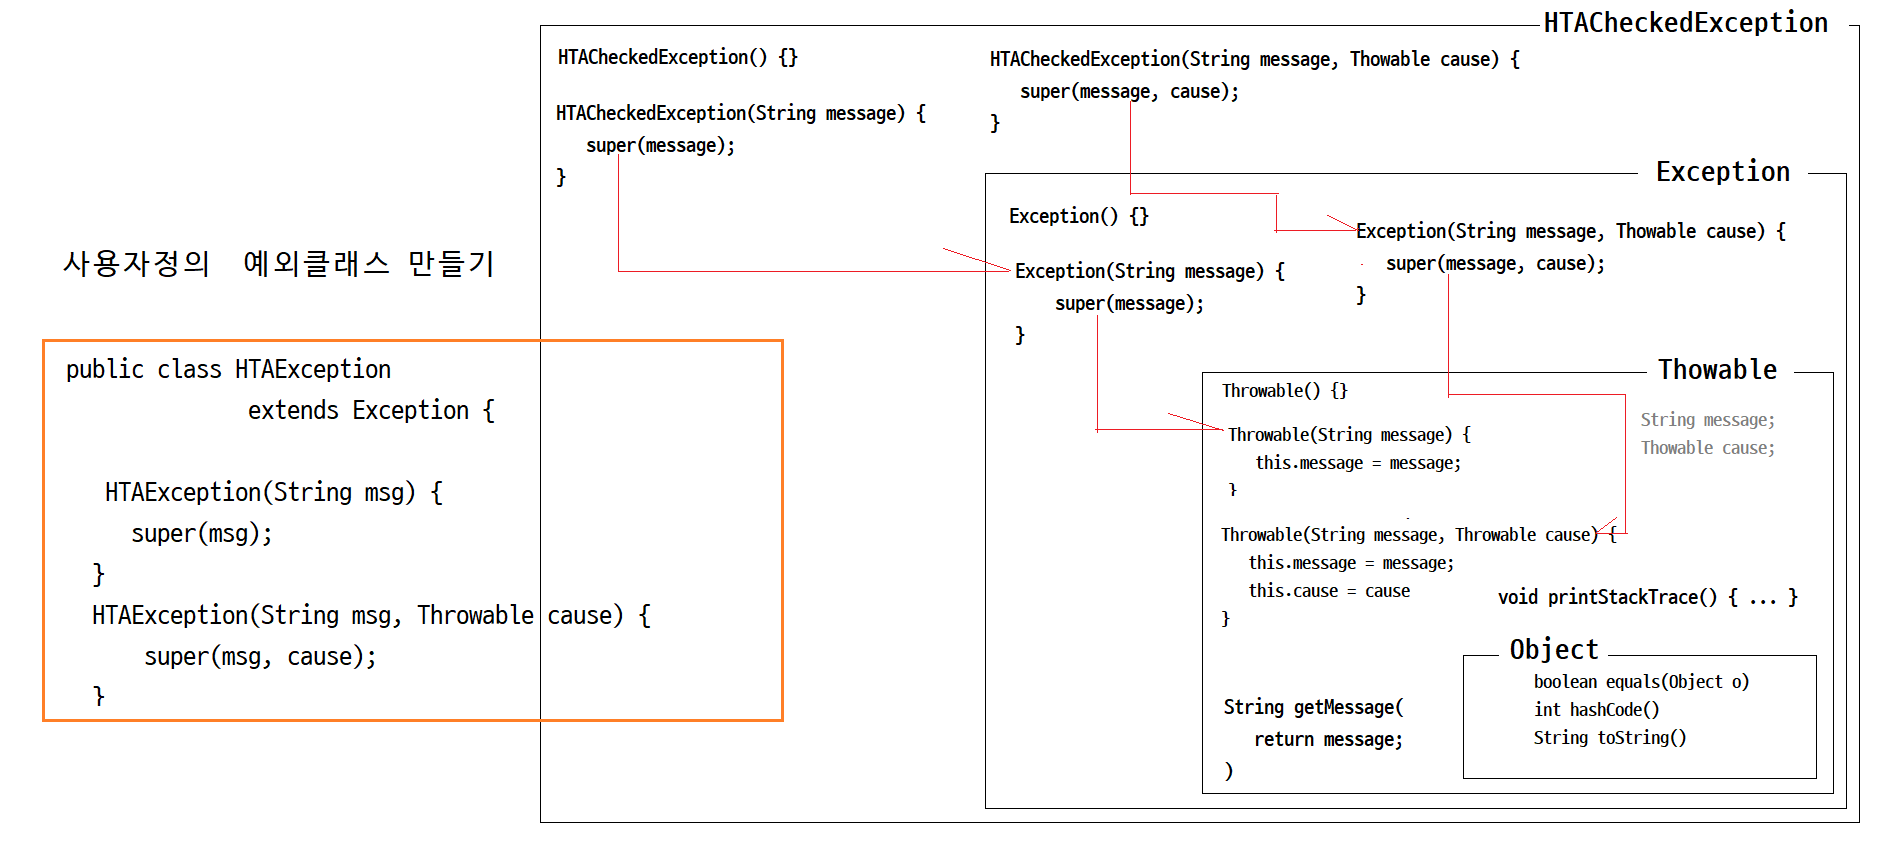 사용자정의 예외클래스 만들기
public class HTAException
extends Exception {
HTAException(String msg) {
super(msg);
}
HTAException(String msg, Throwable cause) {
super(msg, cause);
}
HTACheckedException
HTACheckedException() {}
HTACheckedException(String message) {
super(message);
}
HTACheckedException(String message, Thowable cause) {
super(message, cause);
}
Exception
Exception() {}
Exception(String message) {
super(message);
}
Exception(String message, Thowable cause) {
super(message, cause);
}
Thowable
Throwable() {}
String message;
Thowable cause;
Throwable(String message) {
this.message = message;
}
Throwable(String message, Throwable cause) {
this.message = message;
this.cause = cause
}
void printStackTrace() { ... }
String getMessage(
return message;
)
Object
boolean equals(Object o)
int hashCode()
String toString()